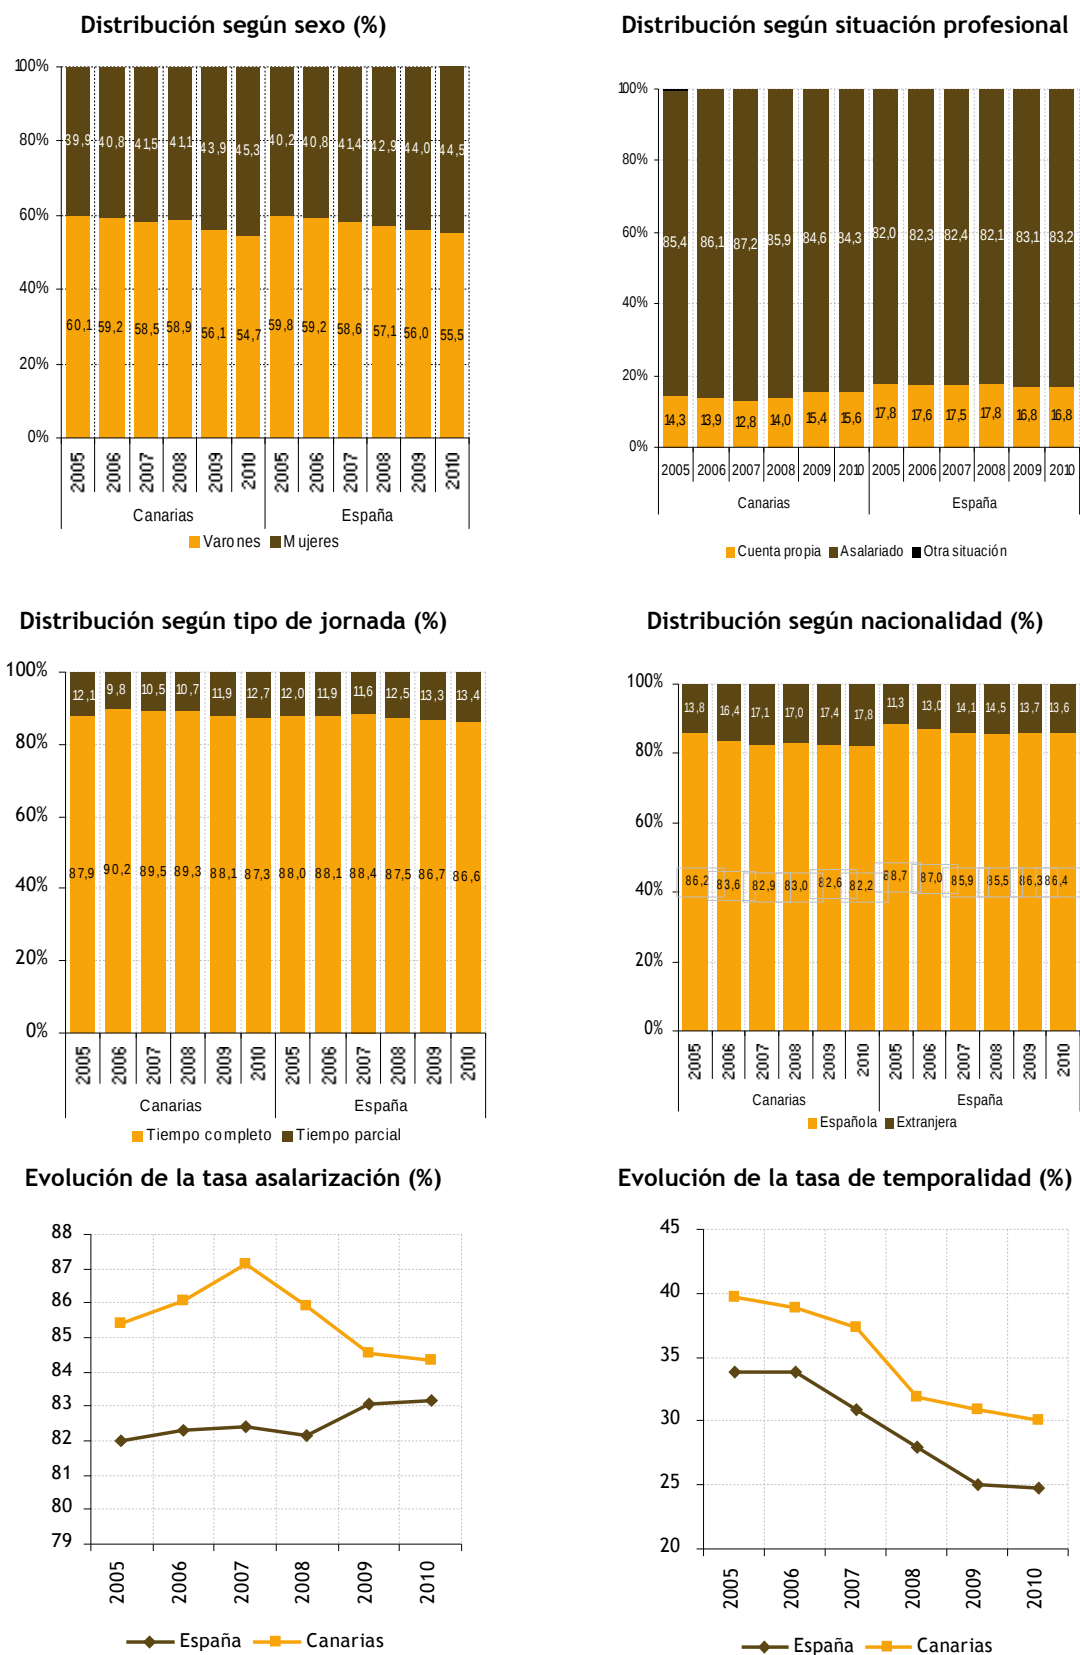 Distribución según sexo (%)
100%
80%
60%
40%
20%
0%
39,9 40,8 41,5 41,1 43,9 45,3 40,2 40,8 41,4 42,9 44,0 44,5
60,1 59,2 58,5 58,9 56,1 54,7 59,8 59,2 58,6 57,1 56,0 55,5
2005 2006 2007 2008 2009 2010 2005 2006 2007 2008 2009 2010
Canarias España
Varones Mujeres
Distribución según situación profesional
100%
80%
60%
40%
20%
0%
85,4 86,1 87,2 85,9 84,6 84,3 82,0 82,3 82,4 82,1 83,1 83,2
14,3 13,9 12,8 14,0 15,4 15,6 17,8 17,6 17,5 17,8 16,8 16,8
2005 2006 2007 2008 2009 2010 2005 2006 2007 2008 2009 2010
Canarias España
Cuenta propia Asalariado Otra situación
Distribución según tipo de jornada (%)
100%
80%
60%
40%
20%
0%
12,1 9,8 10,5 10,7 11,9 12,7 12,0 11,9 11,6 12,5 13,3 13,4
87,9 90,2 89,5 89,3 88,1 87,3 88,0 88,1 88,4 87,5 86,7 86,6
2005 2006 2007 2008 2009 2010 2005 2006 2007 2008 2009 2010
Canarias España
Tiempo completo Tiempo parcial
Distribución según nacionalidad (%)
100%
80%
60%
40%
20%
0%
13,8 16,4 17,1 17,0 17,4 17,8 11,3 13,0 14,1 14,5 13,7 13,6
86,2 83,6 82,9 83,0 82,6 82,2 88,7 87,0 85,9 85,5 86,3 86,4
2005 2006 2007 2008 2009 2010 2005 2006 2007 2008 2009 2010
Canarias España
Española Extranjera
Evolución de la tasa asalarización (%)
88
87
86
85
84
83
82
81
80
79
2005 2006 2007 2008 2009 2010
España Canarias
Evolución de la tasa de temporalidad (%)
45
40
35
30
25
20
2005 2006 2007 2008 2009 2010
España Canarias